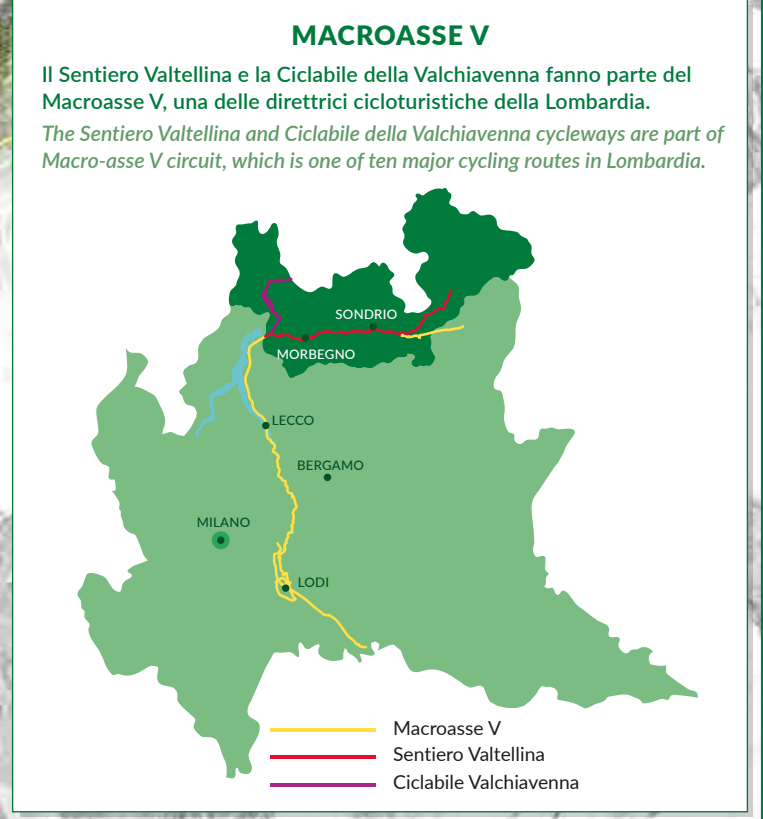 MACROASSE V
Il Sentiero Valtellina e la Ciclabile della Valchiavenna fanno parte del
Macroasse V, una delle direttrici cicloturistiche della Lombardia.
The Sentiero Valtellina and Ciclabile della Valchiavenna cycleways are part of
Macro-asse V circuit, which is one of ten major cycling routes in Lombardia.
SONDRIO
MORBEGNO
LECCO
BERGAMO
MILANO
LODI
Macroasse V
Sentiero Valtellina
Ciclabile Valchiavenna